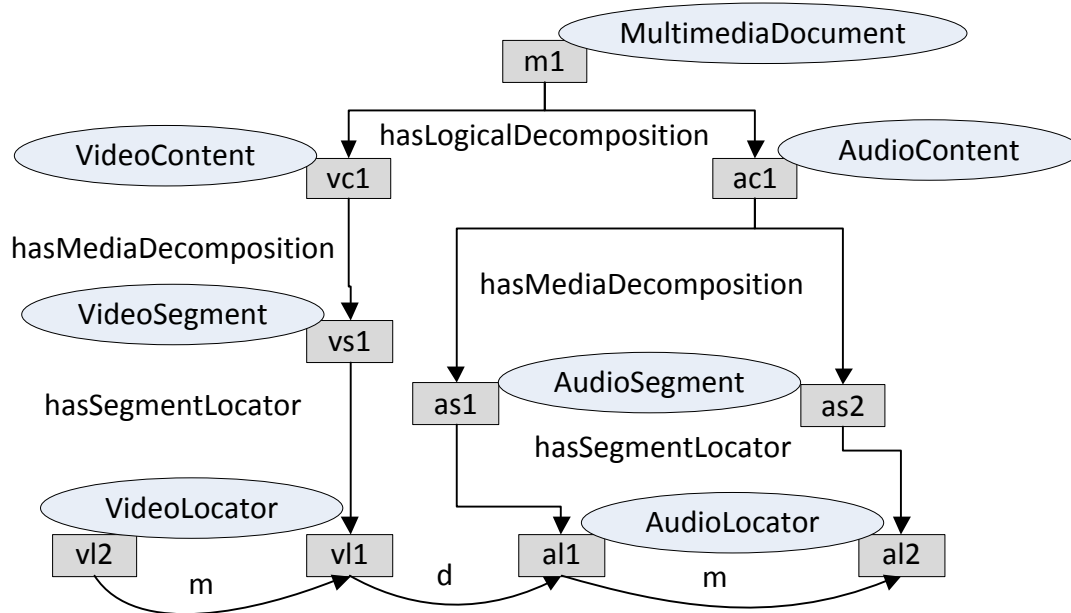 MultimediaDocument
m1
hasLogicalDecomposition
VideoContent
AudioContent
vc1
ac1
hasMediaDecomposition
hasMediaDecomposition
VideoSegment
vs1
AudioSegment
as1
as2
hasSegmentLocator
hasSegmentLocator
VideoLocator
AudioLocator
vl2
vl1
al1
al2
m
d
m